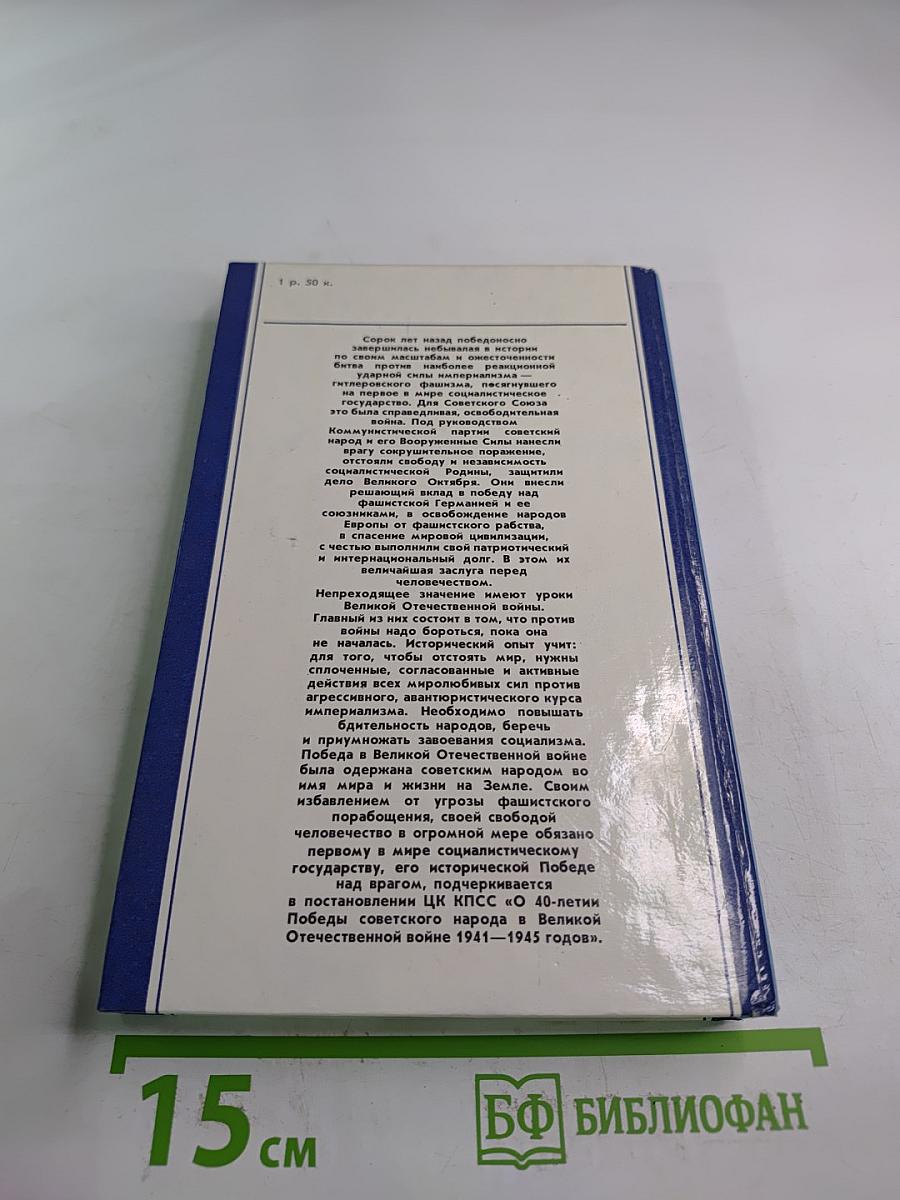 1 р. 50 к.
Сорок лет назад победоносно
завершилась небывалая в истории
по своим масштабам и ожесточенности
битва против наиболее реакционной
ударной силы империализма —
гитлеровского фашизма, посягнувшего
на первое в мире социалистическое
государство. Для Советского Союза
это была справедливая, освободительная
война. Под руководством
Коммунистической партии советский
народ и его Вооруженные Силы нанесли
врагу сокрушительное поражение,
отстояли свободу и независимость
социалистической Родины, защитили
дело Великого Октября. Они внесли
решающий вклад в победу над
фашистской Германией и ее
союзниками, в освобождение народов
Европы от фашистского рабства,
в спасение мировой цивилизации,
с честью выполнили свой патриотический
и интернациональный долг. В этом их
величайшая заслуга перед
человечеством.
Непреходящее значение имеют уроки
Великой Отечественной войны.
Главный из них состоит в том, что против
войны надо бороться, пока она
не началась. Исторический опыт учит:
для того, чтобы отстоять мир, нужны
сплоченные, согласованные и активные
действия всех миролюбивых сил против
агрессивного, авантюристического курса
империализма. Необходимо повышать
бдительность народов, беречь
и приумножать завоевания социализма.
Победа в Великой Отечественной войне
была одержана советским народом во
имя мира и жизни на Земле. Своим
избавлением от угрозы фашистского
порабощения, своей свободой
человечество в огромной мере обязано
первому в мире социалистическому
государству, его исторической Победе
над врагом, подчеркивается
в постановлении ЦК КПСС «О 40-летии
Победы советского народа в Великой
Отечественной войне 1941—1945 годов».
15 см
БФ БИБЛИОФАН